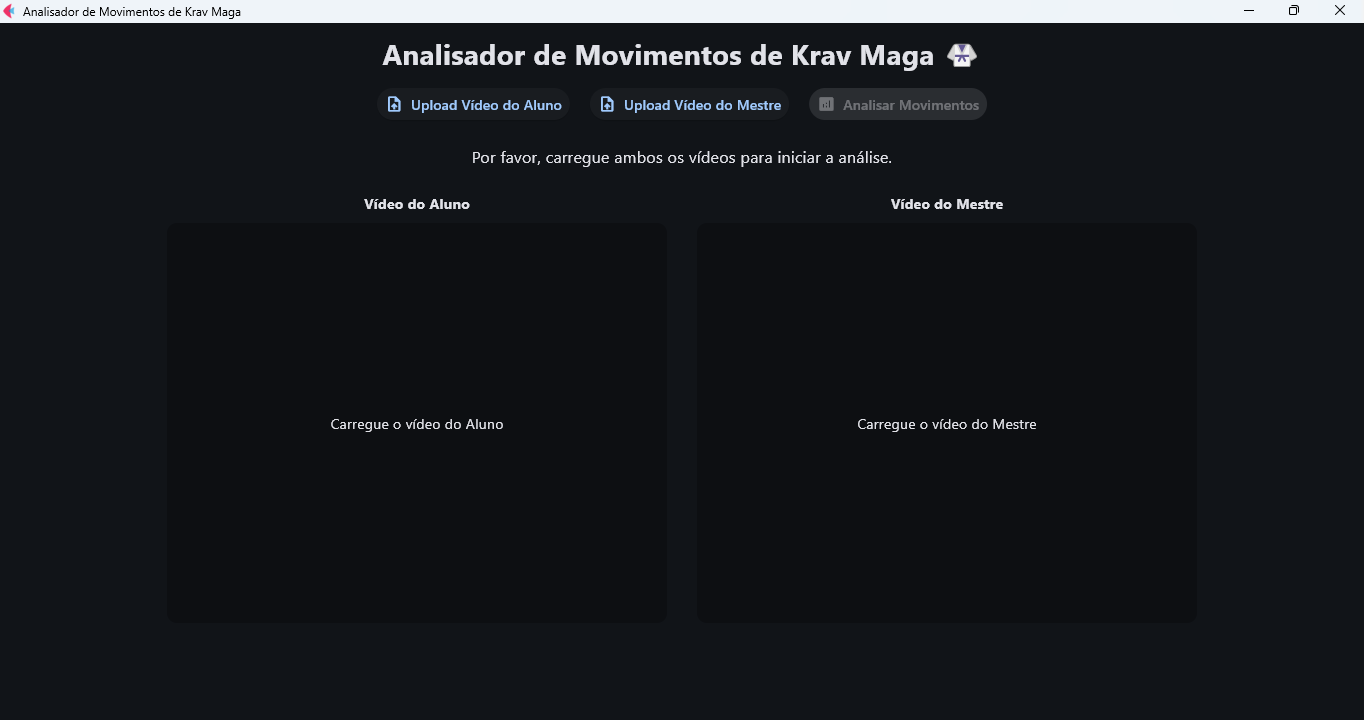 Analisador de Movimentos de Krav Maga
Analisador de Movimentos de Krav Maga 🥋
Upload Vídeo do Aluno
Upload Vídeo do Mestre
Analisar Movimentos
Por favor, carregue ambos os vídeos para iniciar a análise.
Vídeo do Aluno
Vídeo do Mestre
Carregue o vídeo do Aluno
Carregue o vídeo do Mestre